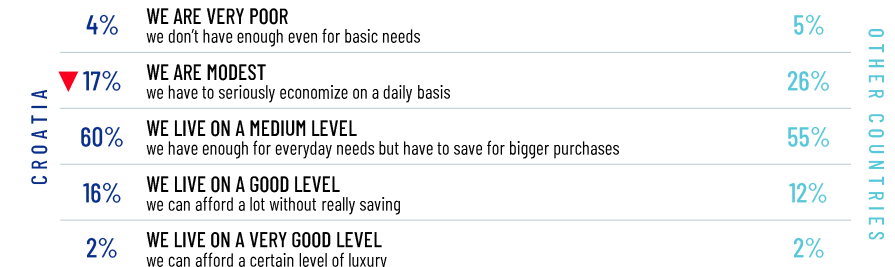 4% WE ARE VERY POOR 5%
we don't have enough even for basic needs
17% WE ARE MODEST 26%
we have to seriously economize on a daily basis
60% WE LIVE ON A MEDIUM LEVEL 55%
we have enough for everyday needs but have to save for bigger purchases
16% WE LIVE ON A GOOD LEVEL 12%
we can afford a lot without really saving
2% WE LIVE ON A VERY GOOD LEVEL 2%
we can afford a certain level of luxury
CROATIA
OTHER COUNTRIES